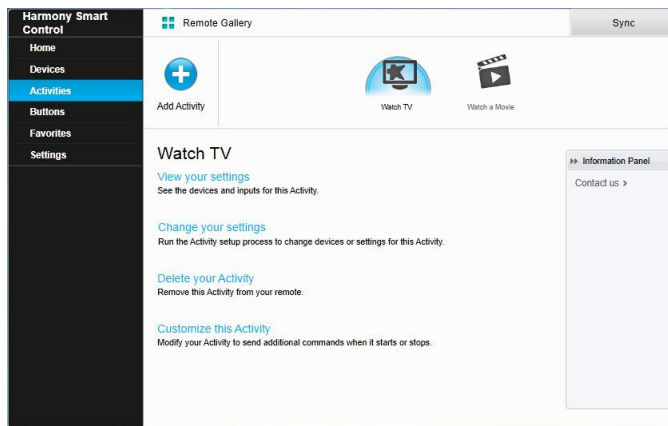 Harmony Smart
Control
Remote Gallery
Sync
Home
Devices
Activities
Buttons
Favorites
Settings
Add Activity
Watch TV
Watch a Movie
Watch TV
View your settings
See the devices and inputs for this Activity.
Change your settings
Run the Activity setup process to change devices or settings for this Activity.
Delete your Activity
Remove this Activity from your remote.
Customize this Activity
Modify your Activity to send additional commands when it starts or stops.
Information Panel
Contact us >